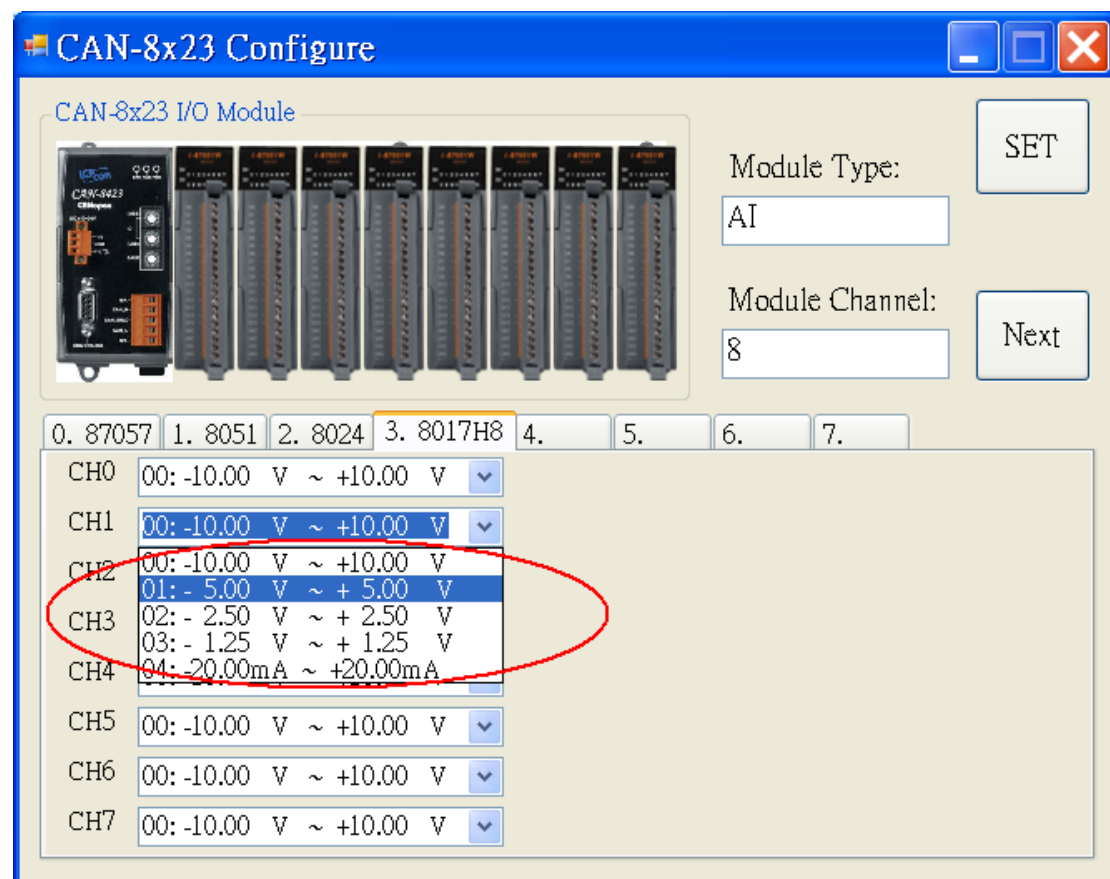 CAN-8x23 Configure
CAN-8x23 I/O Module
CAN-8423
CANopen
Module Type:
AI
SET
Module Channel:
8
Next
0. 87057 1. 8051 2. 8024 3. 8017H8 4. 5. 6. 7.
CH0 00: -10.00 V ~ +10.00 V
CH1 00: -10.00 V ~ +10.00 V
00: -10.00 V ~ +10.00 V
CH2
01: - 5.00 V ~ + 5.00 V
02: - 2.50 V ~ + 2.50 V
CH3
03: - 1.25 V ~ + 1.25 V
CH4 04: -20.00mA ~ +20.00mA
CH5 00: -10.00 V ~ +10.00 V
CH6 00: -10.00 V ~ +10.00 V
CH7 00: -10.00 V ~ +10.00 V